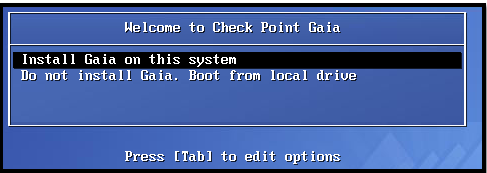 Welcome to Check Point Gaia
Install Gaia on this system
Do not install Gaia. Boot from local drive
Press [Tab] to edit options